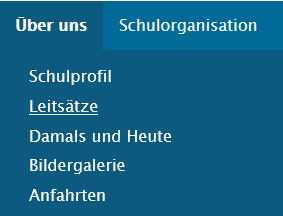 Über uns Schulorganisation
Schulprofil
Leitsätze
Damals und Heute
Bildergalerie
Anfahrten